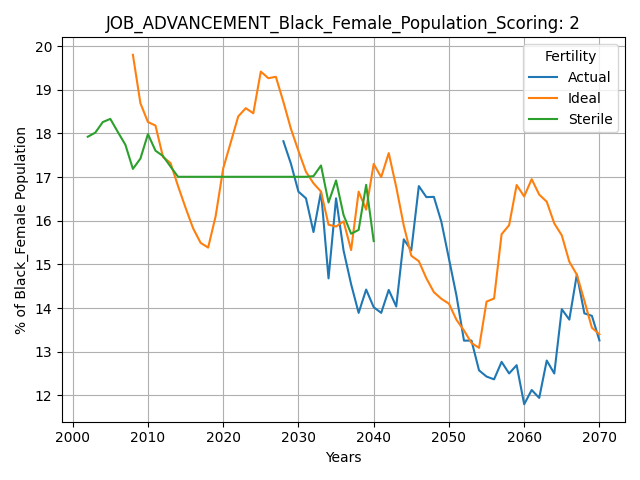 JOB_ADVANCEMENT_Black_Female_Population_Scoring: 2
% of Black_Female Population
20
19
18
17
16
15
14
13
12
Fertility
Actual
Ideal
Sterile
2000 2010 2020 2030 2040 2050 2060 2070
Years